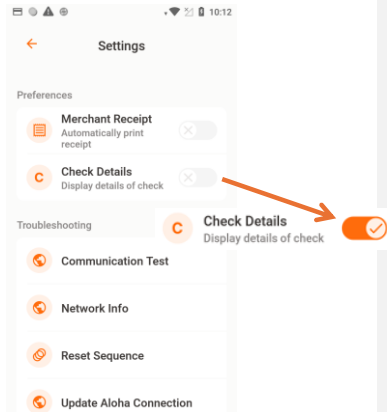 10:12
Settings
Preferences
Merchant Receipt
Automatically print
receipt
C
Check Details
Display details of check
Troubleshooting
C
Check Details
Display details of check
Communication Test
Network Info
Reset Sequence
Update Aloha Connection